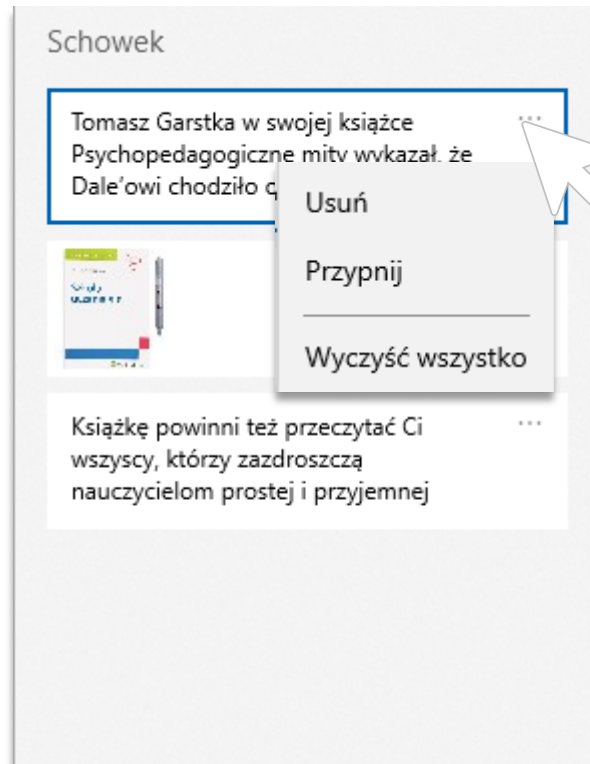 Schowek
Tomasz Garstka w swojej książce
Psychopedagogiczne mity wykazał, że
Dale'owi chodziło
Usuń
Przypnij
Wyczyść wszystko
Książkę powinni też przeczytać Ci
wszyscy, którzy zazdroszczą
nauczycielom prostej i przyjemnej